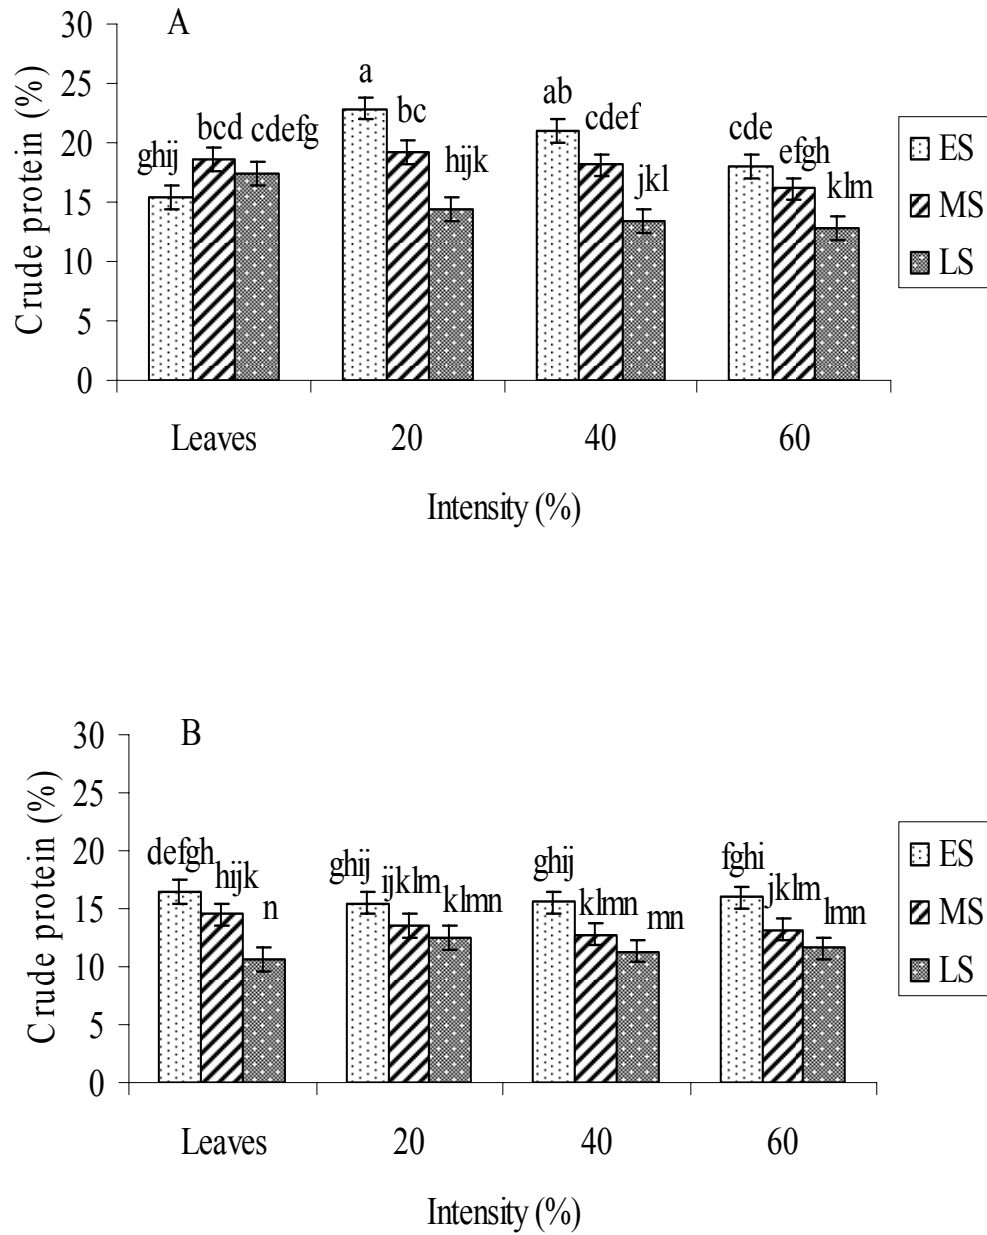 A
30
25
20
15
10
5
0
Crude protein (%)
ghij bcd cdefg
a bc hijk
ab cdef jkl
cde efgh klm
ES
MS
LS
Leaves 20 40 60
Intensity (%)
B
30
25
20
15
10
5
0
Crude protein (%)
defgh hijk n
ghij ijklm klmn
ghij klmn mn
fghi jklm lmn
ES
MS
LS
Leaves 20 40 60
Intensity (%)